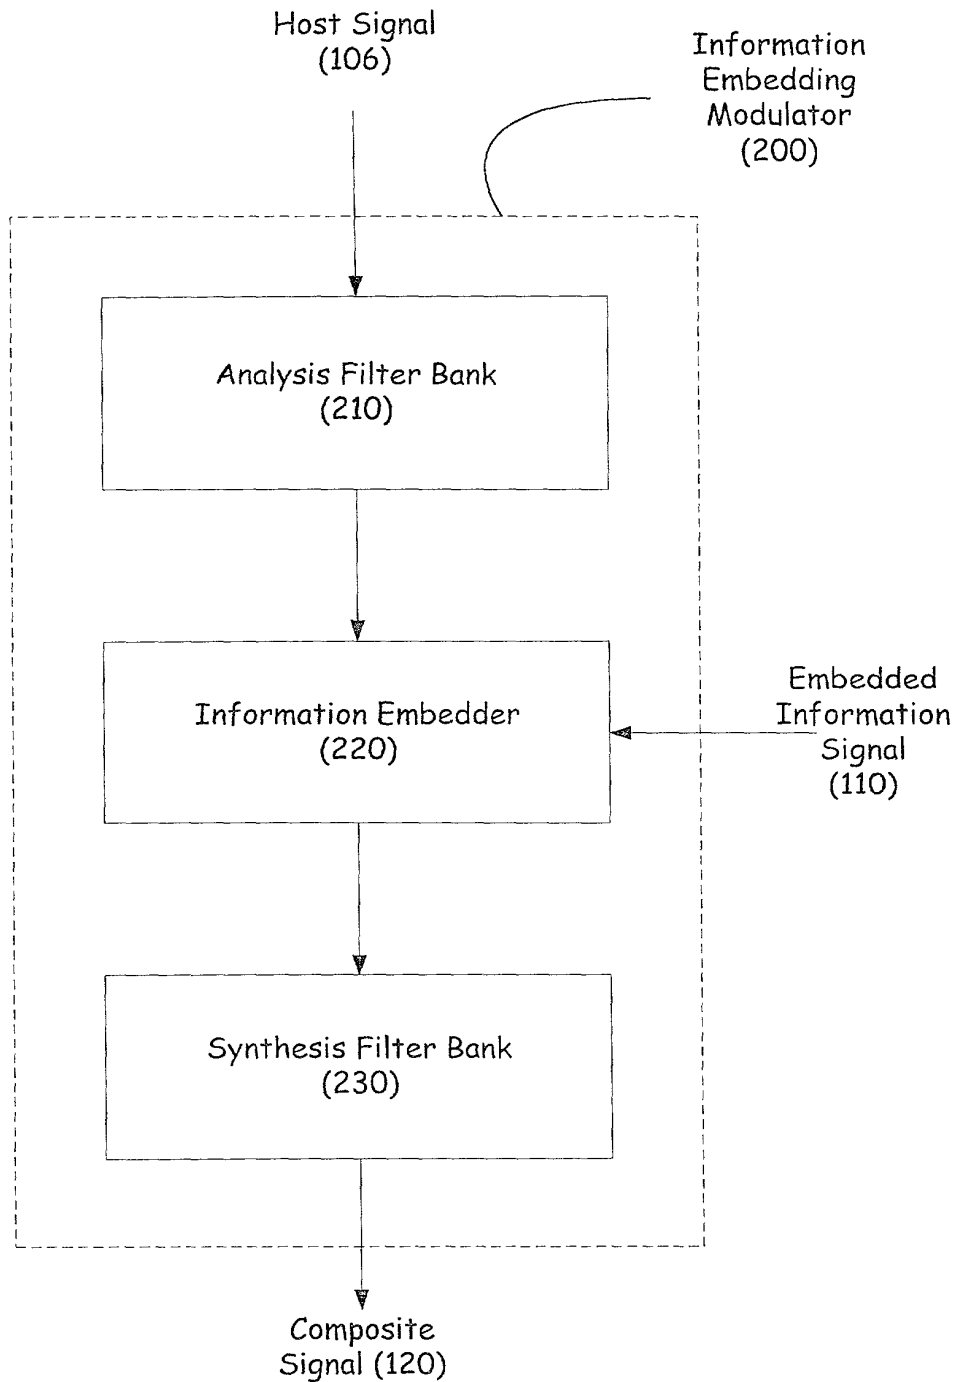 Host Signal
(106)
Information
Embedding
Modulator
(200)
Analysis Filter Bank
(210)
Information Embedder
(220)
Embedded
Information
Signal
(110)
Synthesis Filter Bank
(230)
Composite
Signal (120)